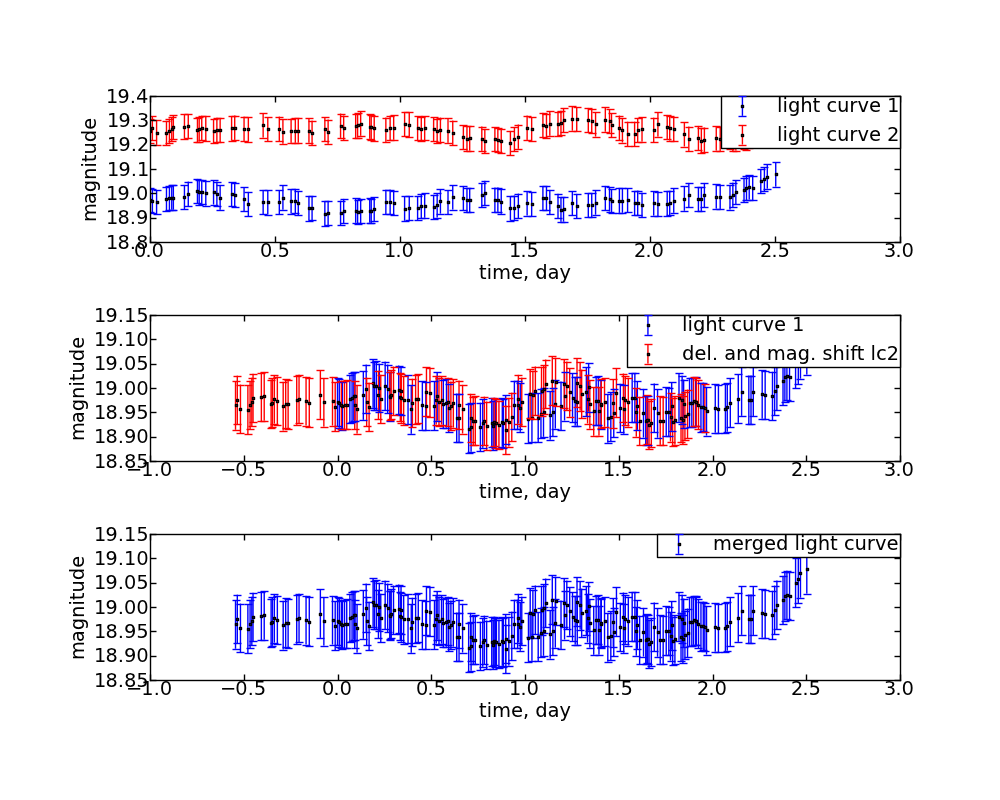 19.4
19.3
19.2
19.1
19.0
18.9
18.8
magnitude
light curve 1
light curve 2
0.0 0.5 1.0 1.5 2.0 2.5 3.0
time, day
19.15
19.10
19.05
19.00
18.95
18.90
18.85
magnitude
light curve 1
del. and mag. shift lc2
−1.0 −0.5 0.0 0.5 1.0 1.5 2.0 2.5 3.0
time, day
19.15
19.10
19.05
19.00
18.95
18.90
18.85
magnitude
merged light curve
−1.0 −0.5 0.0 0.5 1.0 1.5 2.0 2.5 3.0
time, day